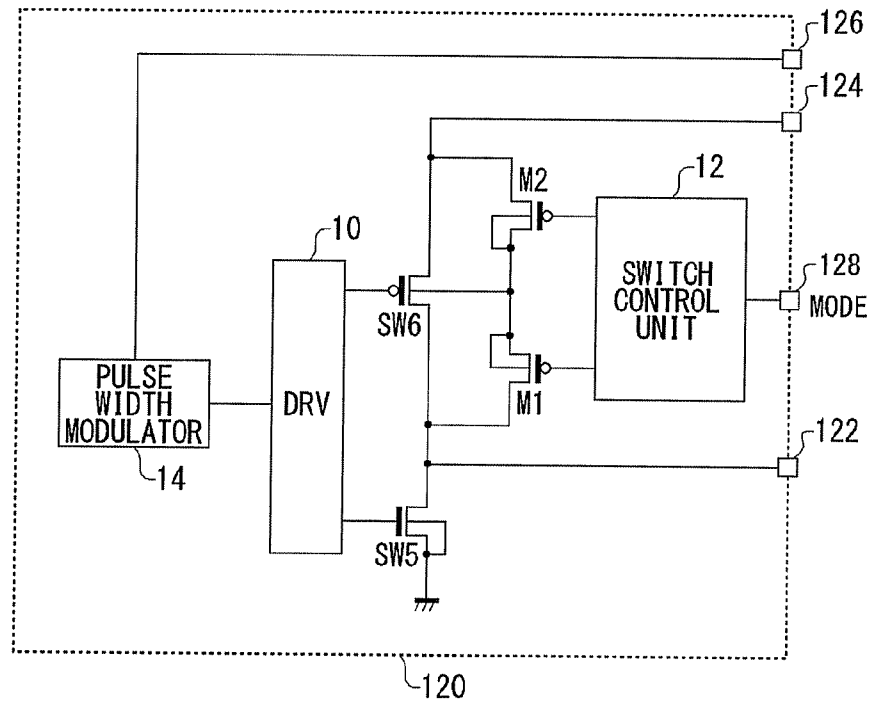 126
124
M2
12
10
SWITCH
CONTROL
UNIT
128
MODE
SW6
PULSE
WIDTH
MODULATOR
DRV
M1
122
14
SW5
120